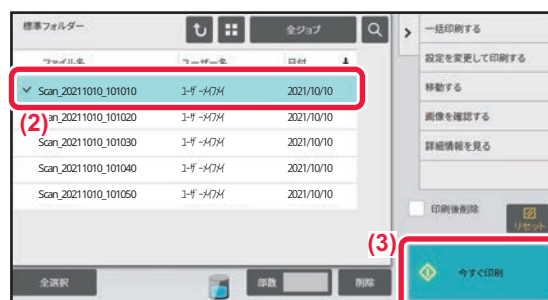 標準フォルダー 全ジョブ
ファイル名 ユーザー名 日付
Scan_20211010_101010 ユーザーメイフメイ 2021/10/10
(2)
an_20211010_101020 ユーザーメイフメイ 2021/10/10
Scan_20211010_101030 ユーザーメイフメイ 2021/10/10
Scan_20211010_101040 ユーザーメイフメイ 2021/10/10
Scan_20211010_101050 ユーザーメイフメイ 2021/10/10
全選択 部数 削除
一括印刷する
設定を変更して印刷する
移動する
画像を確認する
詳細情報を見る
印刷後削除
リセット
(3)
今すぐ印刷